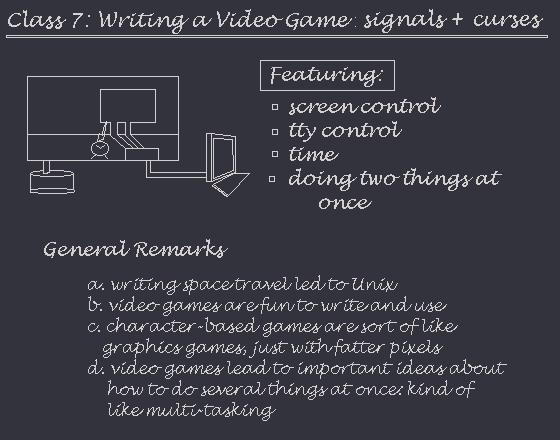 Class 7: Writing a Video Game: signals + curses
Featuring:
screen control
tty control
time
doing two things at
once
General Remarks
a. writing space travel led to Unix
b. video games are fun to write and use
c. character-based games are sort of like
graphics games, just with fatter pixels
d. video games lead to important ideas about
how to do several things at once: kind of
like multi-tasking